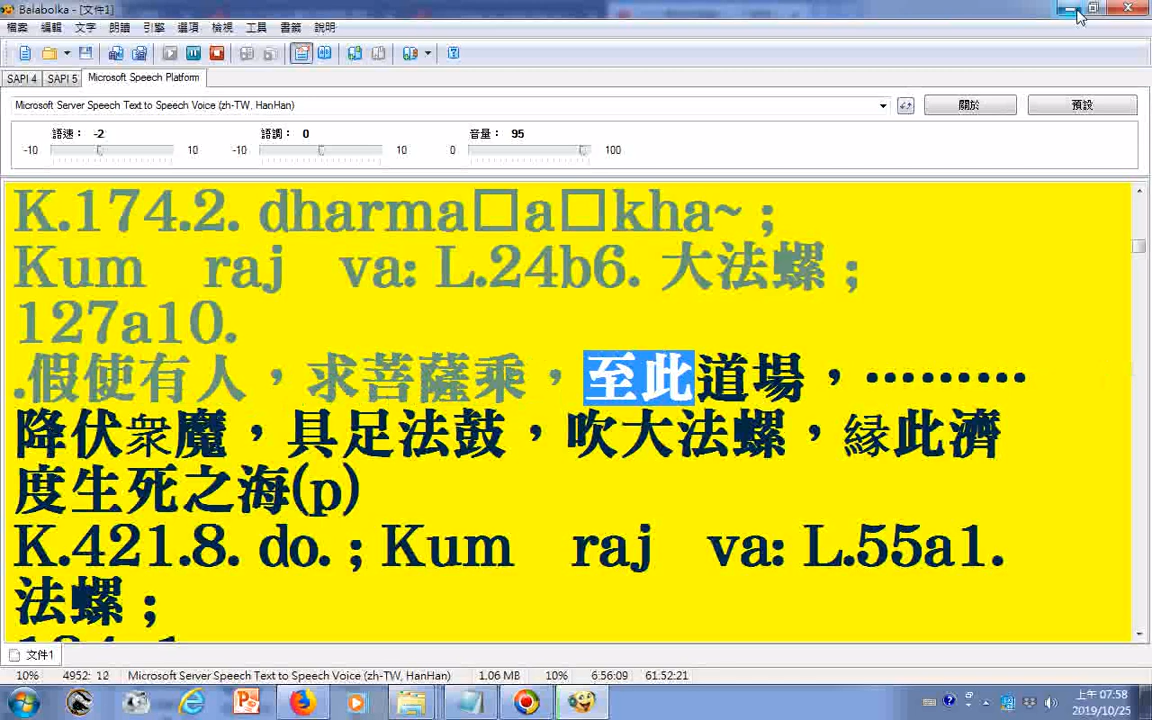 Balabolka - [文件1]
檔案 編輯 文字 朗讀 引擎 選項 檢視 工具 書籤 說明
SAPI 4 SAPI 5 Microsoft Speech Platform
Microsoft Server Speech Text to Speech Voice (zh-TW, HanHan) 關於 預設
語速： -2 語調： 0 音量： 95
-10 10 -10 10 0 100
K.174.2. dharma□a□kha~ ;
Kum raj va: L.24b6. 大法螺；
127a10.
.假使有人，求菩薩乘，至此道場，………
降伏衆魔，具足法鼓，吹大法螺，縁此濟
度生死之海(p)
K.421.8. do. ; Kum raj va: L.55a1.
法螺；
文件1
10% 4952: 12 Microsoft Server Speech Text to Speech Voice (zh-TW, HanHan) 1.06 MB 10% 6:56:09 61:52:21
上午 07:58
2019/10/25